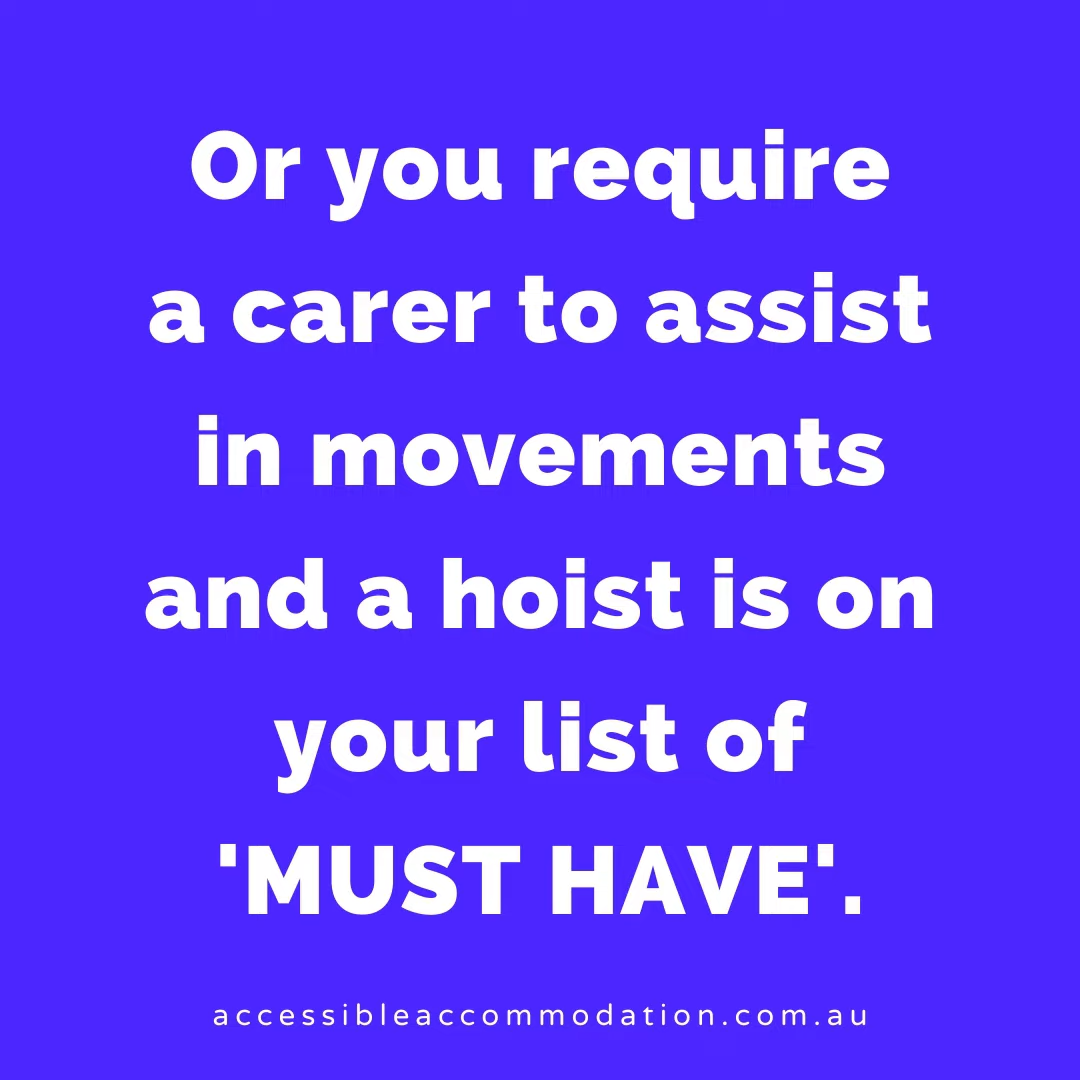 Or you require
a carer to assist
in movements
and a hoist is on
your list of
'MUST HAVE'.
accessibleaccommodation.com.au